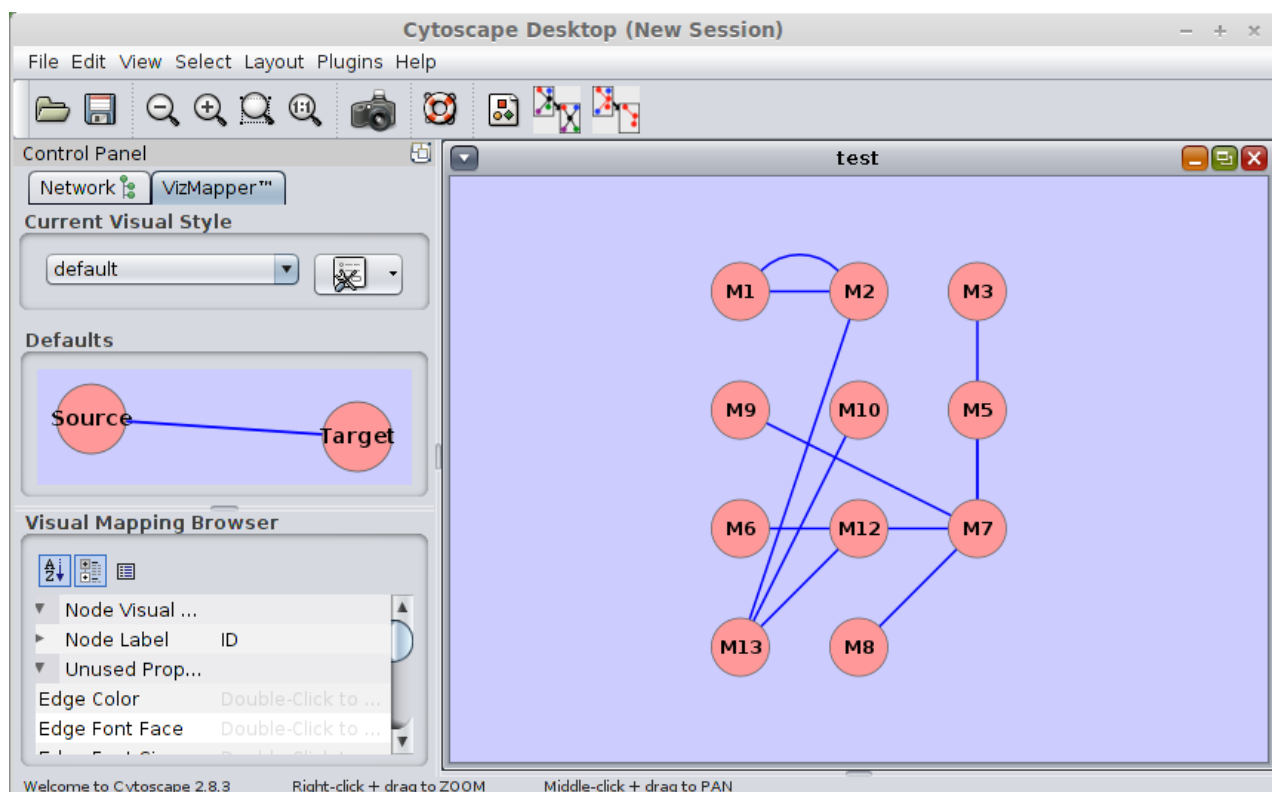 Cytoscape Desktop (New Session)
File Edit View Select Layout Plugins Help
1:1
Control Panel
Network VizMapper™
Current Visual Style
default
Defaults
Source
Target
Visual Mapping Browser
A
Z
Node Visual ...
Node Label ID
Unused Prop...
Edge Color Double-Click to ...
Edge Font Face Double-Click to ...
test
M1 M2 M3
M9 M10 M5
M6 M12 M7
M13 M8
Welcome to Cytoscape 2.8.3 Right-click + drag to ZOOM Middle-click + drag to PAN